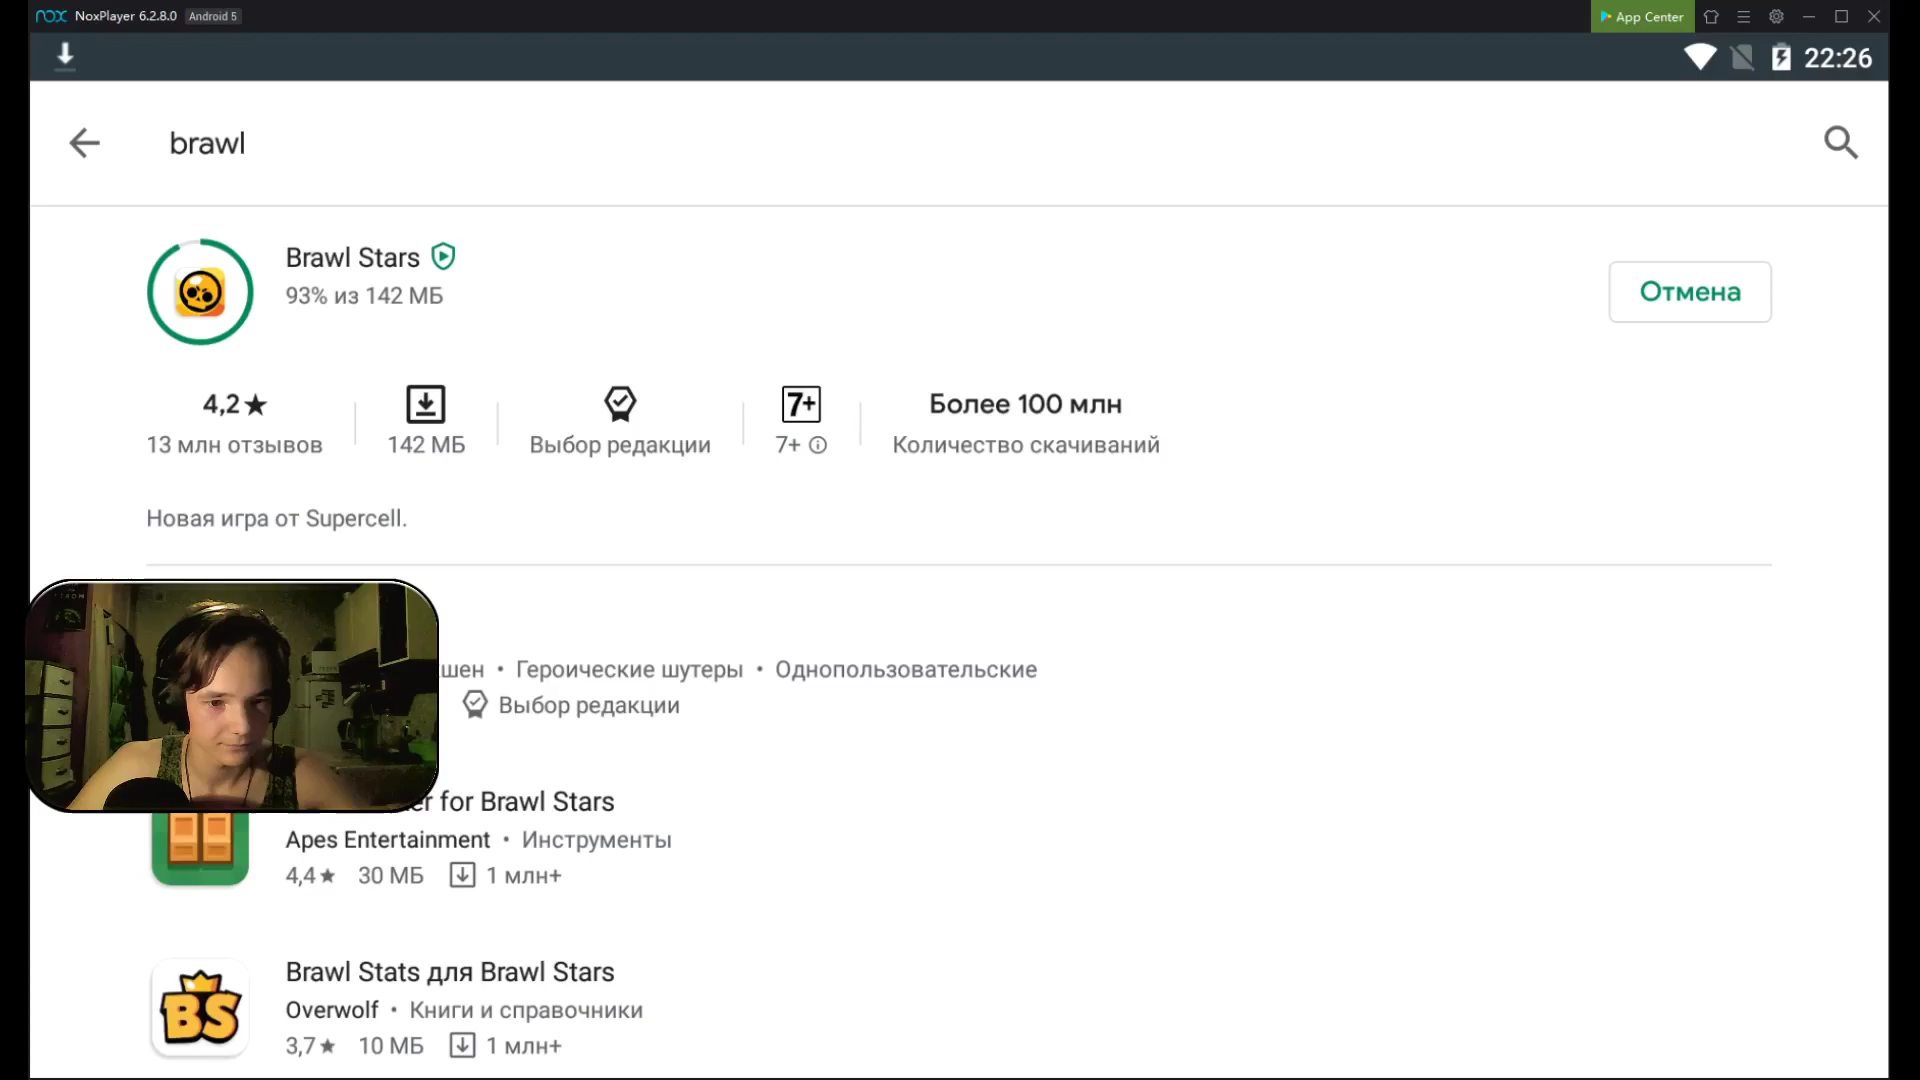 nox NoxPlayer 6.2.8.0 Android 5
App Center
22:26
brawl
Brawl Stars
93% из 142 МБ
Отмена
4,2★
13 млн отзывов
142 МБ
Выбор редакции
7+
7+
Более 100 млн
Количество скачиваний
Новая игра от Supercell.
шен • Героические шутеры • Однопользовательские
Выбор редакции
er for Brawl Stars
Apes Entertainment • Инструменты
4,4★ 30 МБ 1 млн+
BS
Brawl Stats для Brawl Stars
Overwolf • Книги и справочники
3,7★ 10 МБ 1 млн+